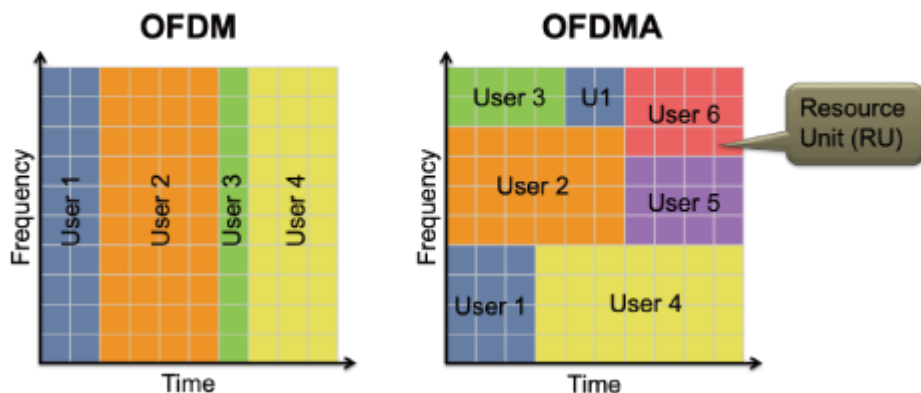 OFDM
Frequency
User 1
User 2
User 3
User 4
Time
OFDMA
Frequency
User 3
U1
User 6
User 2
User 5
User 1
User 4
Time
Resource
Unit (RU)